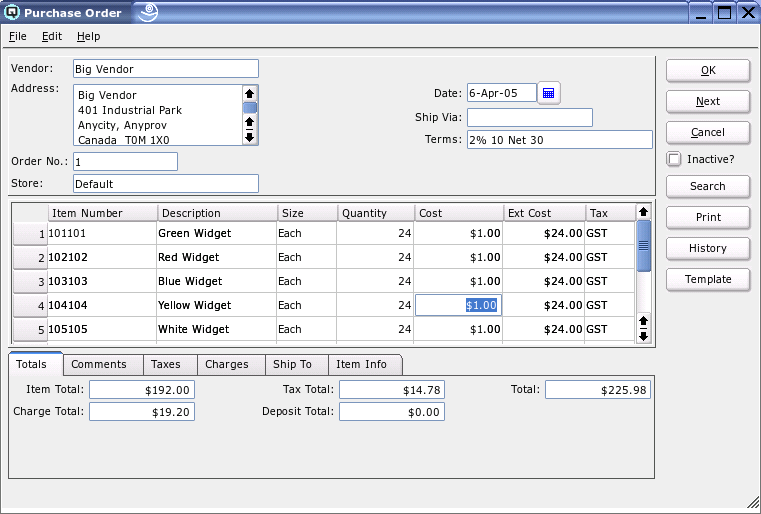 Purchase Order
File Edit Help
Vendor: Big Vendor
Address: Big Vendor
401 Industrial Park
Anycity, Anyprov
Canada T0M 1X0
Date: 6-Apr-05
Ship Via:
Terms: 2% 10 Net 30
Order No.: 1
Store: Default
OK
Next
Cancel
Inactive?
Search
Print
History
Template
Item Number Description Size Quantity Cost Ext Cost Tax
1 101101 Green Widget Each 24 $1.00 $24.00 GST
2 102102 Red Widget Each 24 $1.00 $24.00 GST
3 103103 Blue Widget Each 24 $1.00 $24.00 GST
4 104104 Yellow Widget Each 24 $1.00 $24.00 GST
5 105105 White Widget Each 24 $1.00 $24.00 GST
Totals Comments Taxes Charges Ship To Item Info
Item Total: $192.00 Tax Total: $14.78 Total: $225.98
Charge Total: $19.20 Deposit Total: $0.00